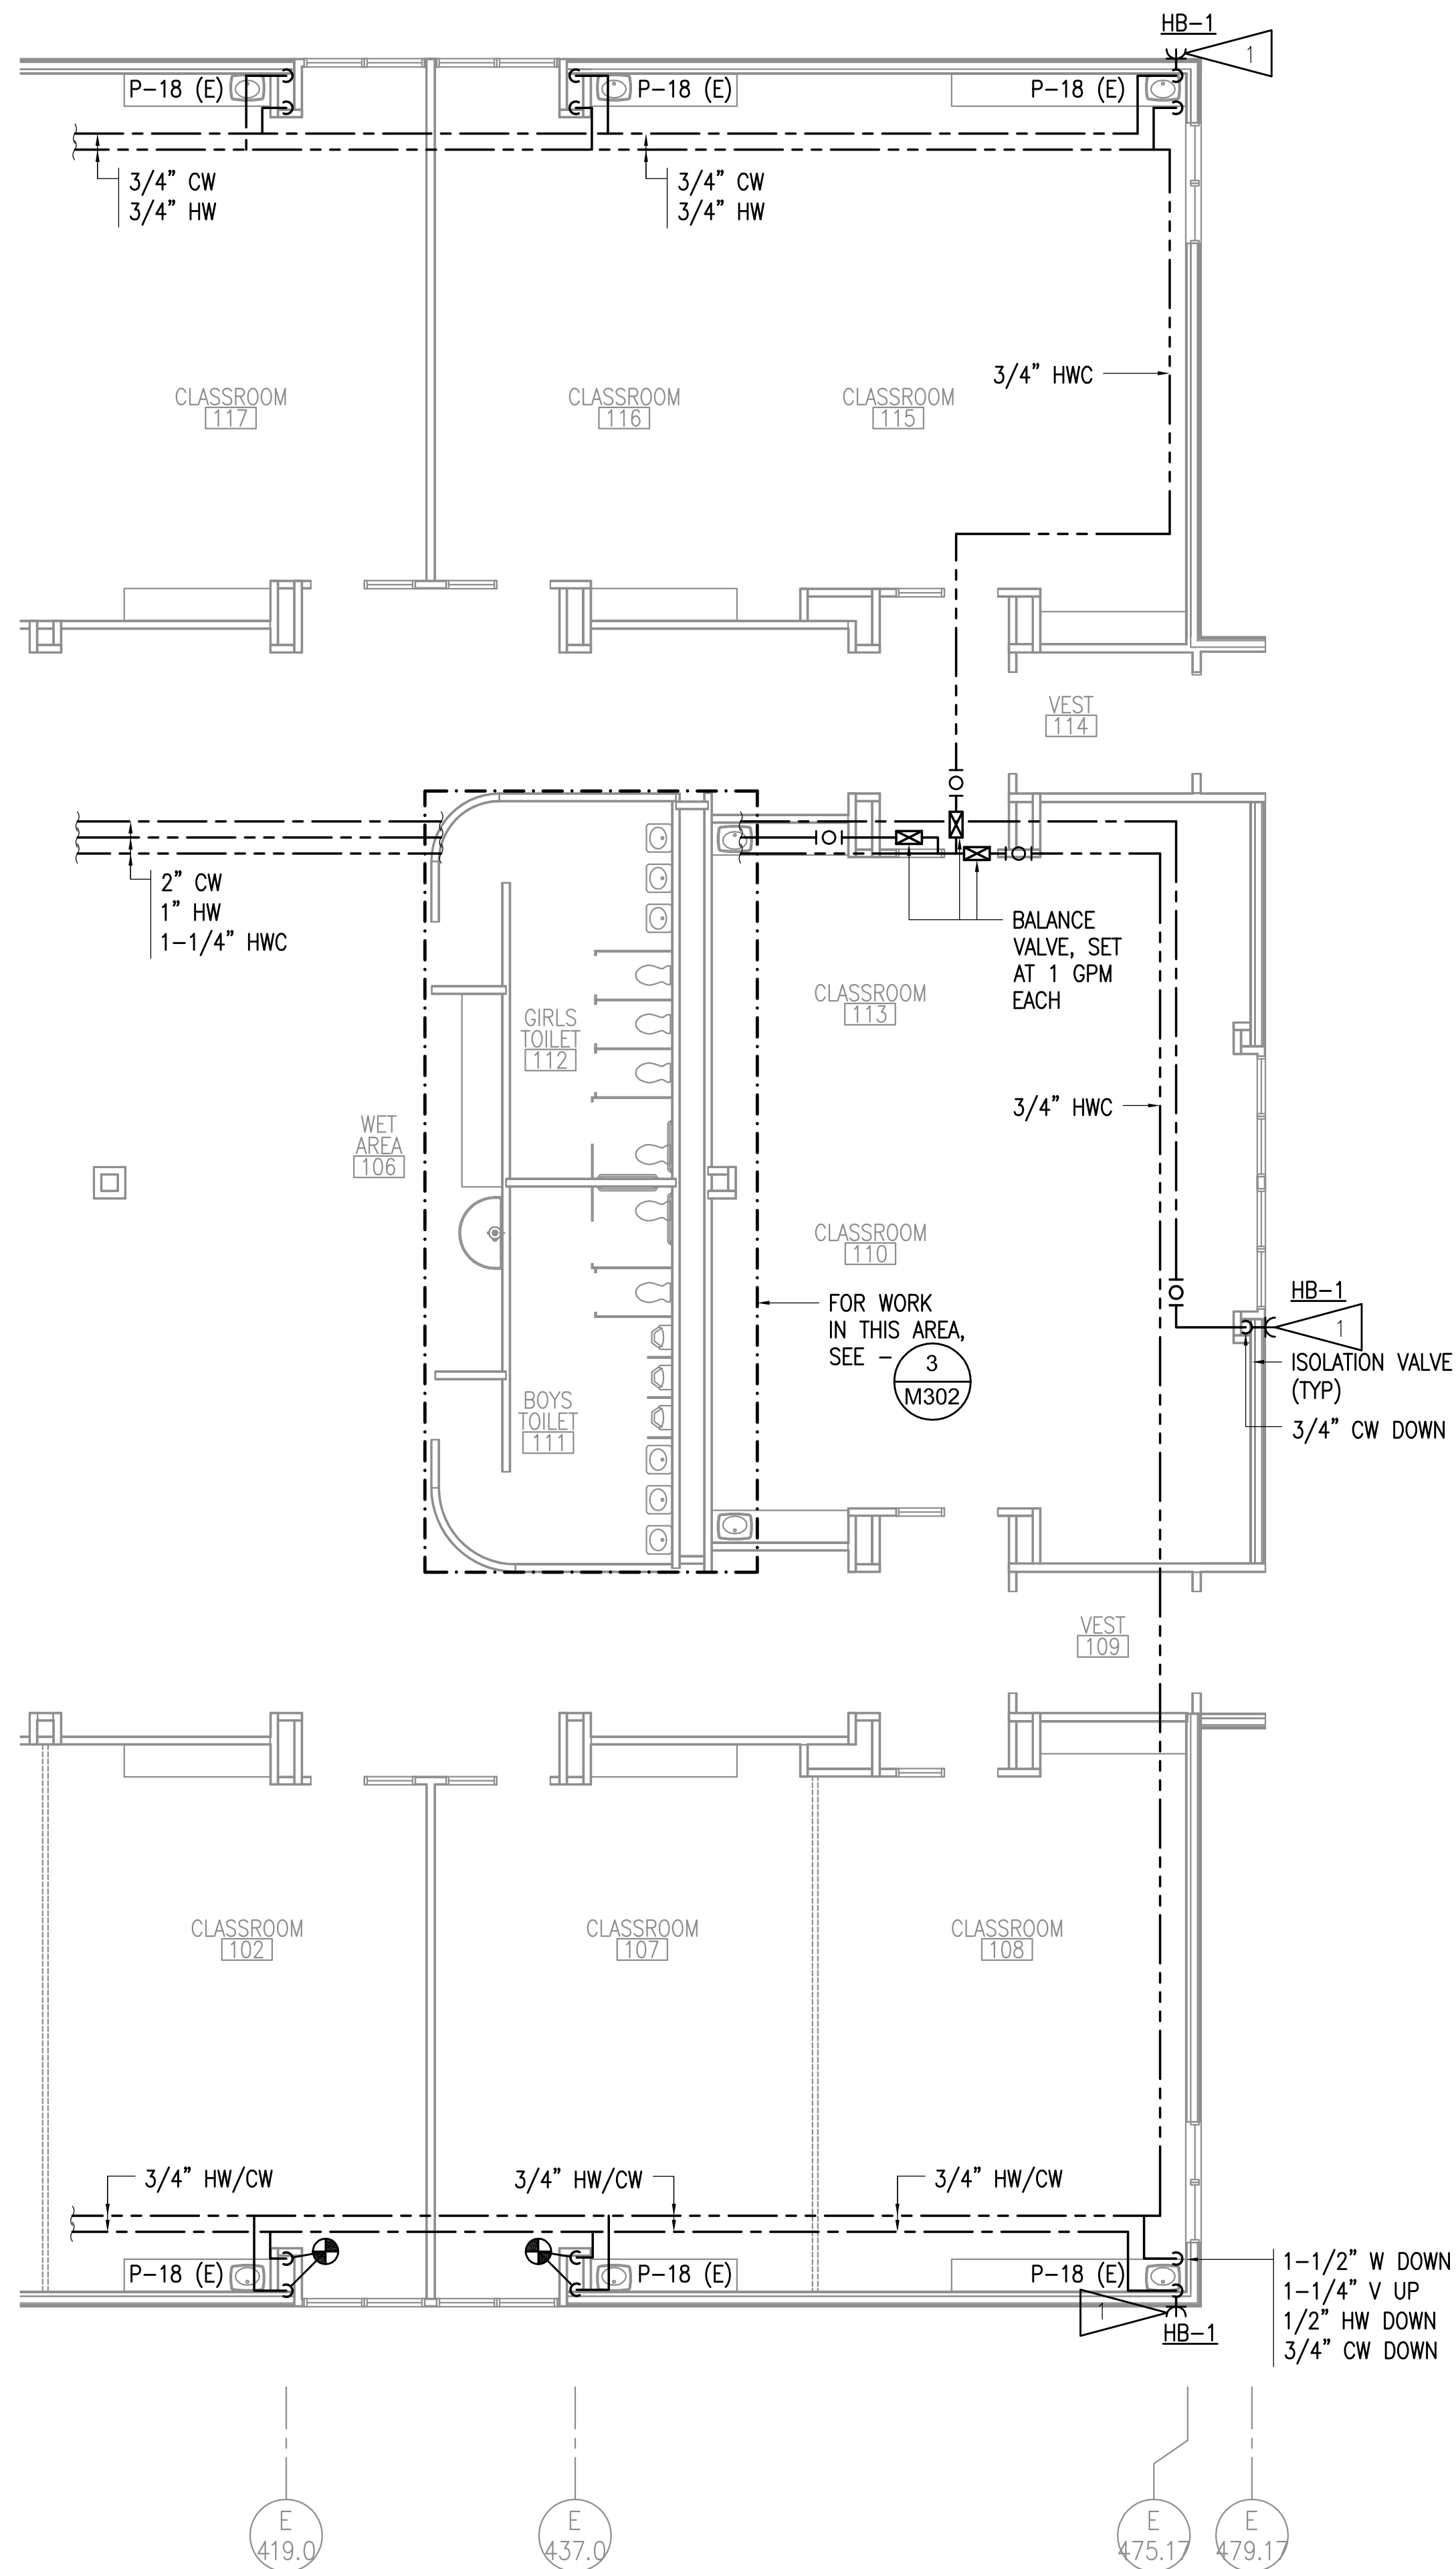 HB-1
1
P-18 (E)
P-18 (E)
P-18 (E)
3/4" CW
3/4" HW
3/4" CW
3/4" HW
3/4" HWC
CLASSROOM
117
CLASSROOM
116
CLASSROOM
115
VEST
114
2" CW
1" HW
1-1/4" HWC
BALANCE
VALVE, SET
AT 1 GPM
EACH
CLASSROOM
113
GIRLS
TOILET
112
3/4" HWC
WET
AREA
106
CLASSROOM
110
FOR WORK
IN THIS AREA,
SEE -
3
M302
HB-1
1
ISOLATION VALVE
(TYP)
3/4" CW DOWN
BOYS
TOILET
111
VEST
109
CLASSROOM
102
CLASSROOM
107
CLASSROOM
108
3/4" HW/CW
3/4" HW/CW
3/4" HW/CW
P-18 (E)
P-18 (E)
P-18 (E)
1
HB-1
1-1/2" W DOWN
1-1/4" V UP
1/2" HW DOWN
3/4" CW DOWN
E
419.0
E
437.0
E
475.17
E
479.17